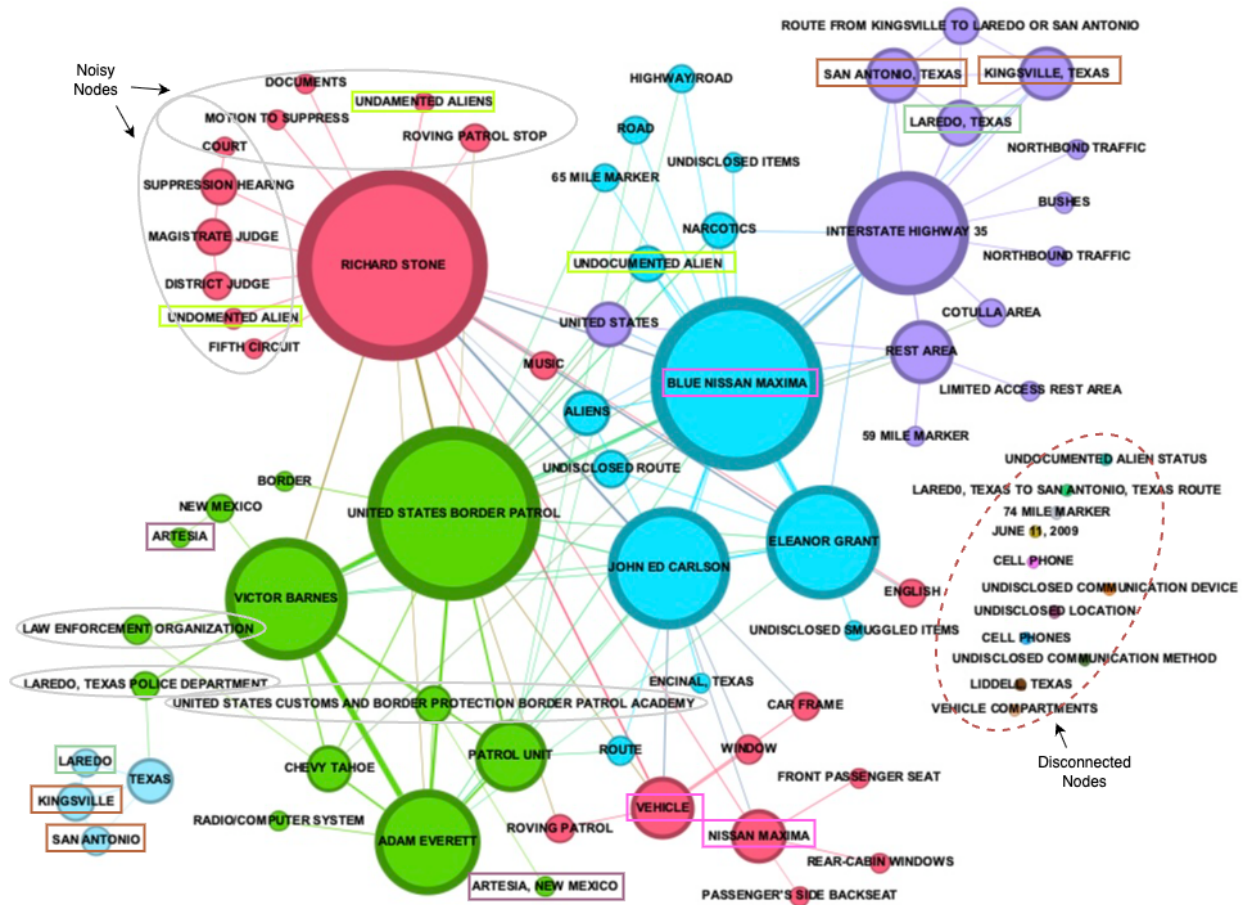 ROUTE FROM KINGSVILLE TO LAREDO OR SAN ANTONIO
Noisy
Nodes
DOCUMENTS
HIGHWAY/ROAD
SAN ANTONIO, TEXAS
KINGSVILLE, TEXAS
UNDAMENTED ALIENS
MOTION TO SUPPRESS
ROVING PATROL STOP
ROAD
LAREDO, TEXAS
COURT
UNDISCLOSED ITEMS
NORTHBOND TRAFFIC
65 MILE MARKER
SUPPRESSION HEARING
BUSHES
NARCOTICS
INTERSTATE HIGHWAY 35
MAGISTRATE JUDGE
RICHARD STONE
UNDOCUMENTED ALIEN
NORTHBOUND TRAFFIC
DISTRICT JUDGE
COTULLA AREA
UNDOMENTED ALIEN
UNITED STATES
FIFTH CIRCUIT
REST AREA
MUSIC
BLUE NISSAN MAXIMA
LIMITED ACCESS REST AREA
ALIENS
59 MILE MARKER
UNDISCLOSED ROUTE
UNDOCUMENTED ALIEN STATUS
BORDER
LARED0, TEXAS TO SAN ANTONIO, TEXAS ROUTE
NEW MEXICO
UNITED STATES BORDER PATROL
74 MILE MARKER
JUNE 11, 2009
ARTESIA
ELEANOR GRANT
CELL PHONE
JOHN ED CARLSON
UNDISCLOSED COMMUNICATION DEVICE
VICTOR BARNES
ENGLISH
UNDISCLOSED LOCATION
LAW ENFORCEMENT ORGANIZATION
UNDISCLOSED SMUGGLED ITEMS
CELL PHONES
UNDISCLOSED COMMUNICATION METHOD
LAREDO, TEXAS POLICE DEPARTMENT
ENCINAL, TEXAS
LIDDELL, TEXAS
UNITED STATES CUSTOMS AND BORDER PROTECTION BORDER PATROL ACADEMY
CAR FRAME
VEHICLE COMPARTMENTS
PATROL UNIT
ROUTE
WINDOW
LAREDO
CHEVY TAHOE
Disconnected
Nodes
TEXAS
FRONT PASSENGER SEAT
KINGSVILLE
VEHICLE
RADIO/COMPUTER SYSTEM
ROVING PATROL
NISSAN MAXIMA
SAN ANTONIO
ADAM EVERETT
REAR-CABIN WINDOWS
ARTESIA, NEW MEXICO
PASSENGER'S SIDE BACKSEAT